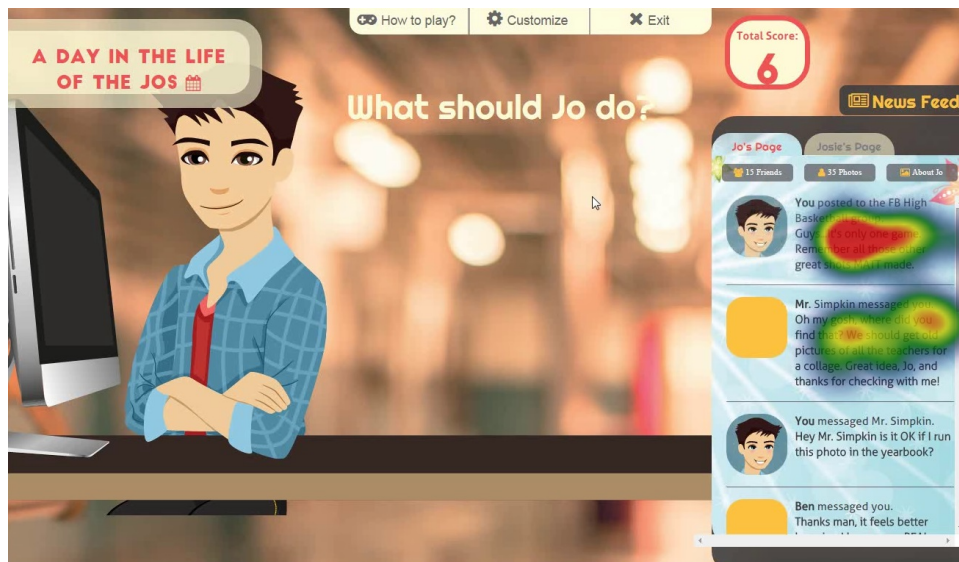 How to play?
Customize
Exit
A DAY IN THE LIFE
OF THE JOS
Total Score:
6
What should Jo do?
News Feed
Jo's Page
Josie's Page
15 Friends
35 Photos
About Jo
You posted to the FB High
Guys. It's only one game.
Remember all those other
great shots that I made.
Mr. Simpkin messaged you.
Oh my gosh, where did you
find that? We should get old
pictures of all the teachers for
a collage. Great idea, Jo, and
thanks for checking with me!
You messaged Mr. Simpkin.
Hey Mr. Simpkin is it OK if I run
this photo in the yearbook?
Ben messaged you.
Thanks man, it feels better